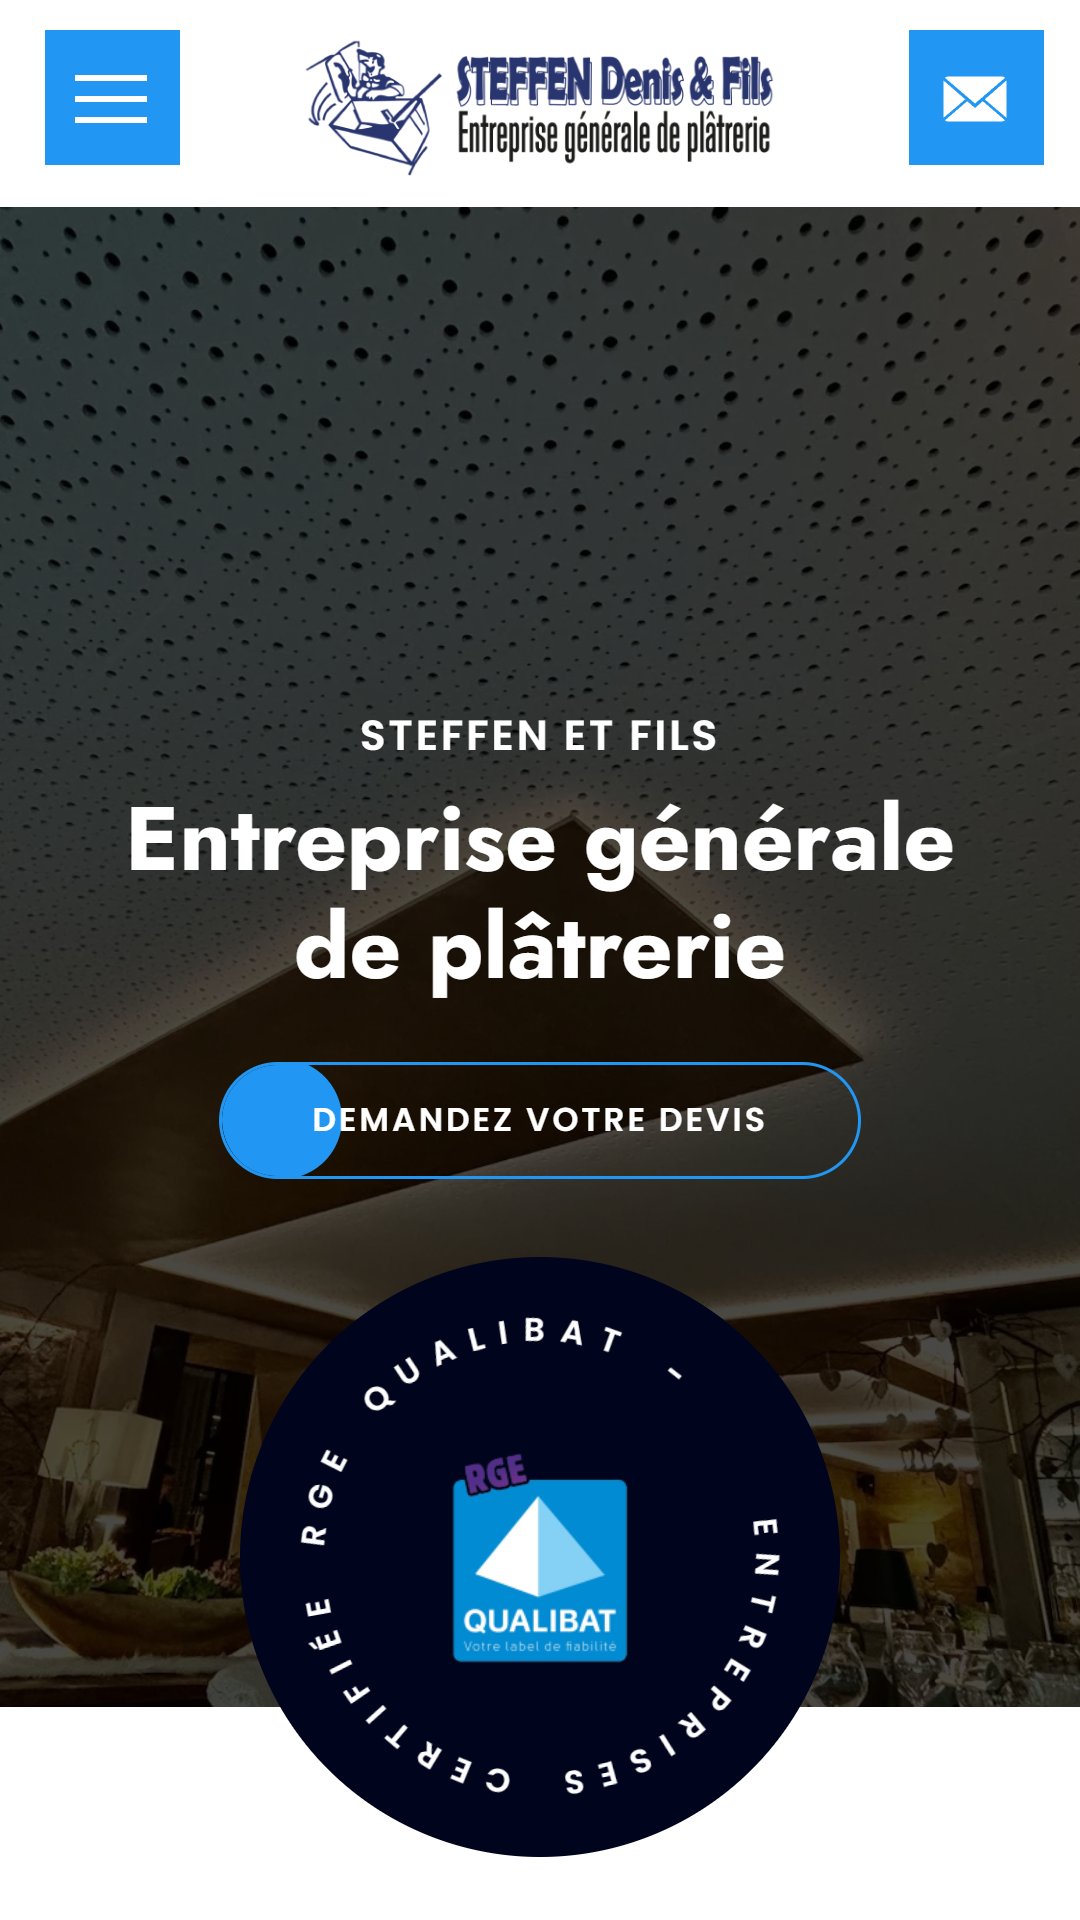 STEFFEN Denis & Fils
Entreprise générale de plâtrerie
STEFFEN ET FILS
Entreprise générale
de plâtrerie
DEMANDEZ VOTRE DEVIS
ENTREPRISES CERTIFIÉE RGE QUALIBAT -
RGE
QUALIBAT
Votre label de fiabilité